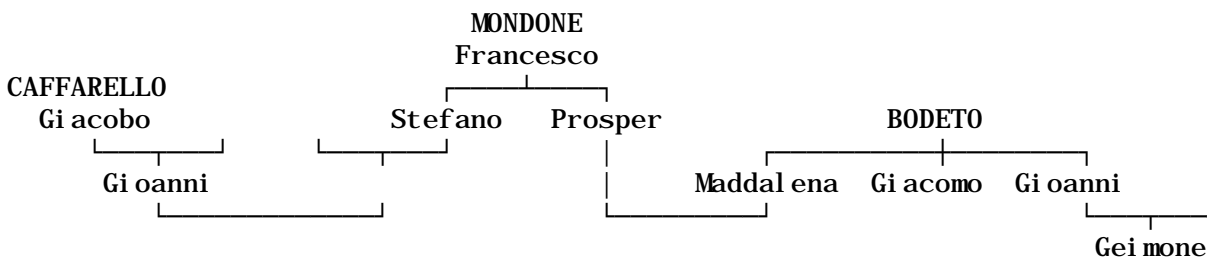 MONDONE
Francesco
CAFFARELLO
Giacobo Stefano Prosper BODETO
Gioanni Maddalena Giacomo Gioanni
Geimone